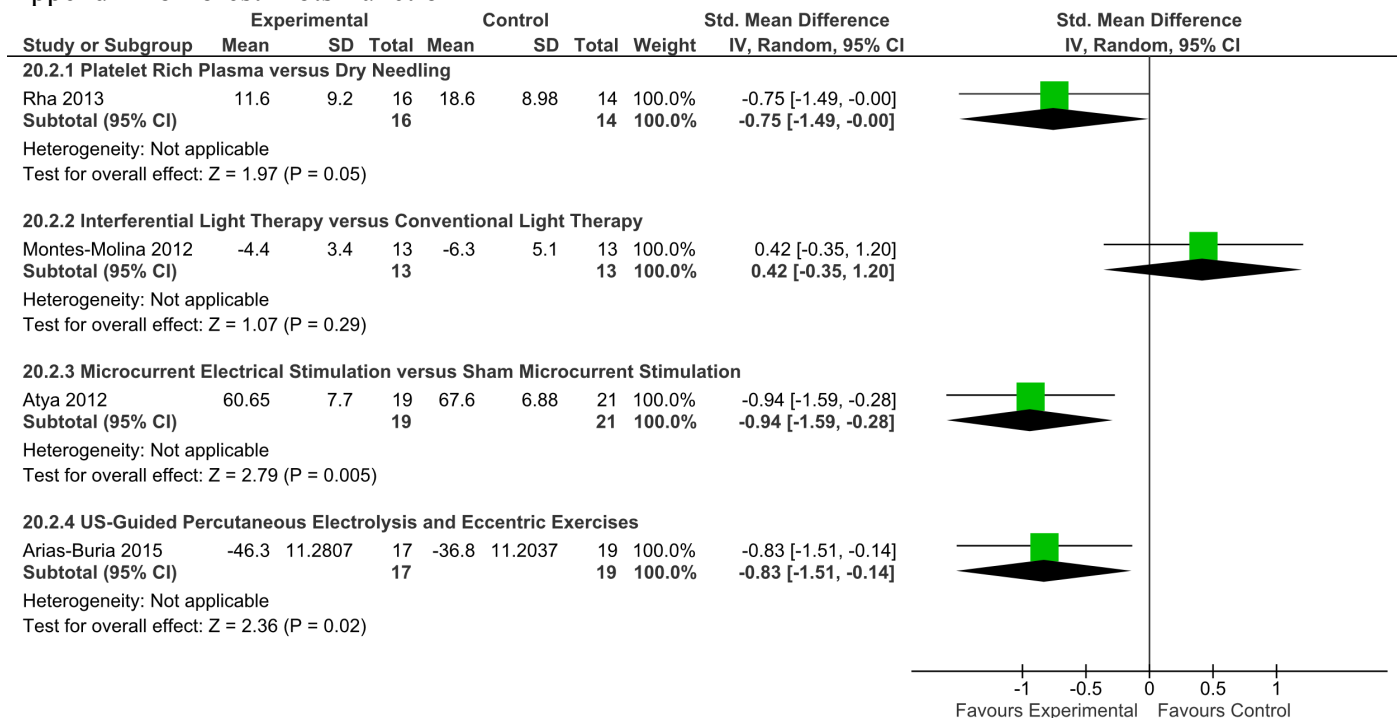 Experimental Control Std. Mean Difference Std. Mean Difference
Study or Subgroup Mean SD Total Mean SD Total Weight IV, Random, 95% CI IV, Random, 95% CI
20.2.1 Platelet Rich Plasma versus Dry Needling
Rha 2013 11.6 9.2 16 18.6 8.98 14 100.0% -0.75 [-1.49, -0.00]
Subtotal (95% CI) 16 14 100.0% -0.75 [-1.49, -0.00]
Heterogeneity: Not applicable
Test for overall effect: Z = 1.97 (P = 0.05)
20.2.2 Interferential Light Therapy versus Conventional Light Therapy
Montes-Molina 2012 -4.4 3.4 13 -6.3 5.1 13 100.0% 0.42 [-0.35, 1.20]
Subtotal (95% CI) 13 13 100.0% 0.42 [-0.35, 1.20]
Heterogeneity: Not applicable
Test for overall effect: Z = 1.07 (P = 0.29)
20.2.3 Microcurrent Electrical Stimulation versus Sham Microcurrent Stimulation
Atya 2012 60.65 7.7 19 67.6 6.88 21 100.0% -0.94 [-1.59, -0.28]
Subtotal (95% CI) 19 21 100.0% -0.94 [-1.59, -0.28]
Heterogeneity: Not applicable
Test for overall effect: Z = 2.79 (P = 0.005)
20.2.4 US-Guided Percutaneous Electrolysis and Eccentric Exercises
Arias-Buria 2015 -46.3 11.2807 17 -36.8 11.2037 19 100.0% -0.83 [-1.51, -0.14]
Subtotal (95% CI) 17 19 100.0% -0.83 [-1.51, -0.14]
Heterogeneity: Not applicable
Test for overall effect: Z = 2.36 (P = 0.02)
-1 -0.5 0 0.5 1
Favours Experimental Favours Control